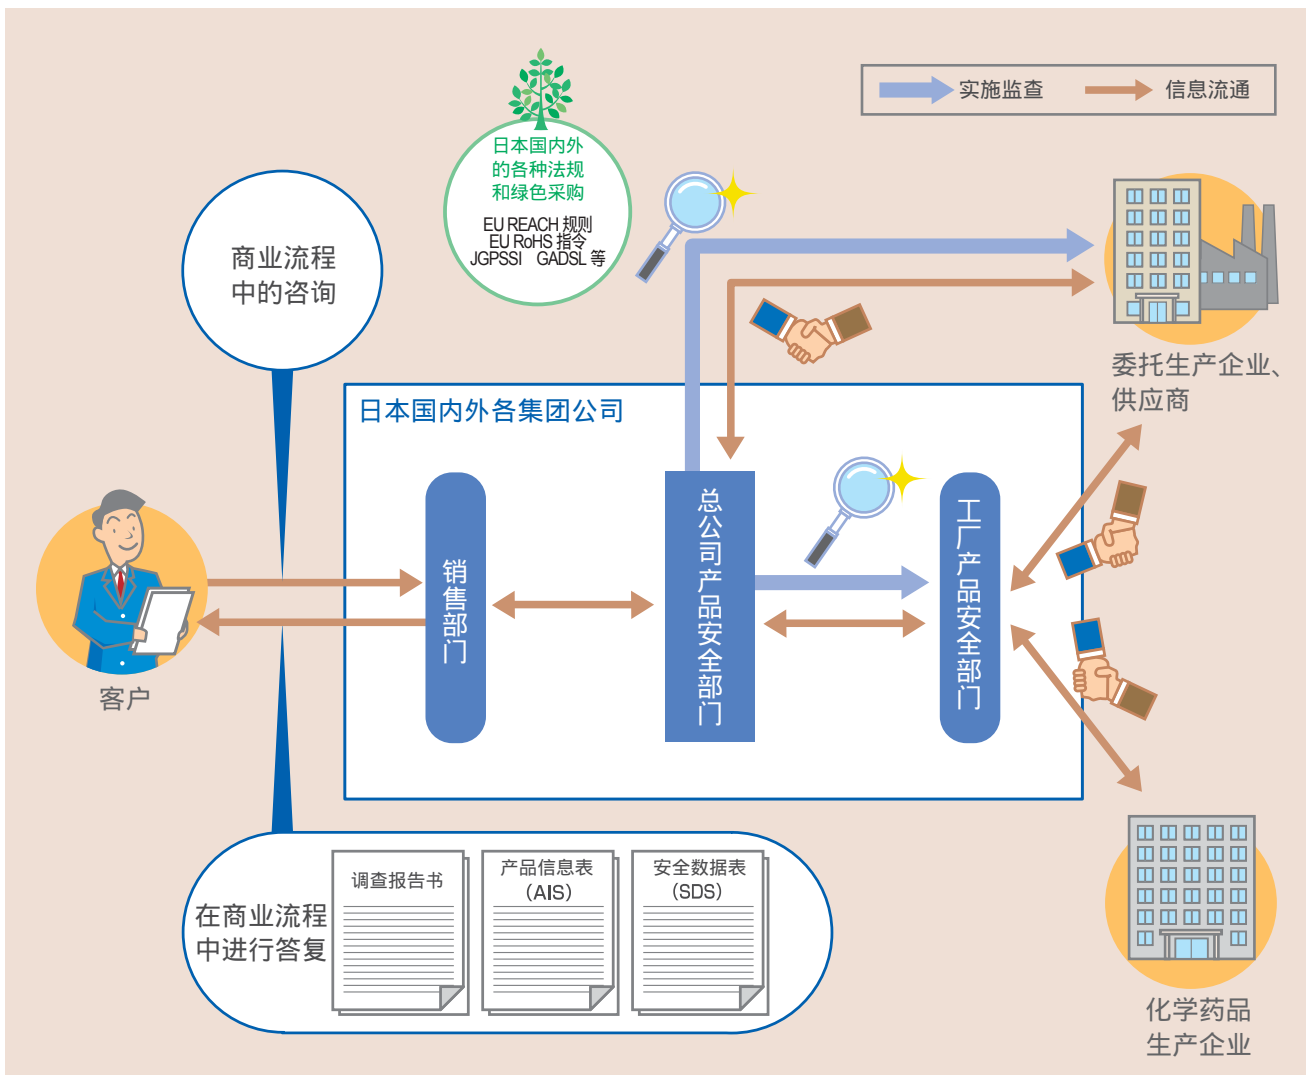 实施监查
信息流通
日本国内外
的各种法规
和绿色采购
EU REACH 规则
EU RoHS 指令
JGPSSI GADSL 等
商业流程
中的咨询
委托生产企业、
供应商
日本国内外各集团公司
销售部门
总公司产品安全部门
工厂产品安全部门
客户
在商业流程
中进行答复
调查报告书
产品信息表
（AIS）
安全数据表
（SDS）
化学药品
生产企业